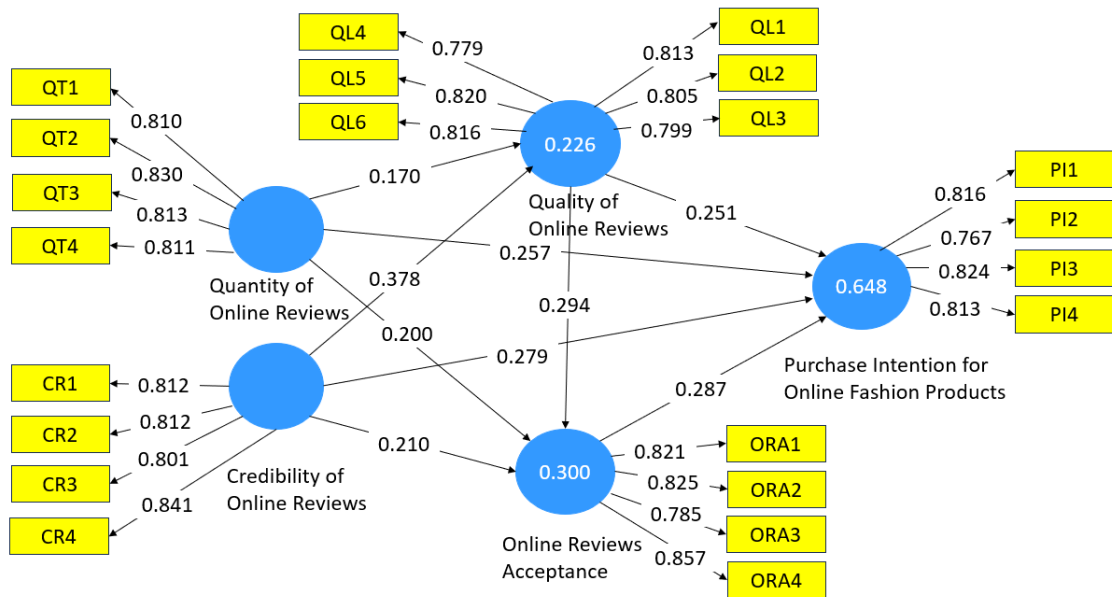 QL4
0.779
QL5
0.820
QL6
0.816
QL1
0.813
QL2
0.805
QL3
0.799
QT1
0.810
QT2
0.830
QT3
0.813
QT4
0.811
0.226
Quality of
Online Reviews
0.170
0.251
0.257
Quantity of
Online Reviews
0.378
0.294
0.200
0.279
PI1
0.816
PI2
0.767
PI3
0.824
PI4
0.813
0.648
Purchase Intention for
Online Fashion Products
0.287
CR1
0.812
CR2
0.812
CR3
0.801
CR4
0.841
Credibility of
Online Reviews
0.210
0.300
Online Reviews
Acceptance
ORA1
0.821
ORA2
0.825
ORA3
0.785
ORA4
0.857